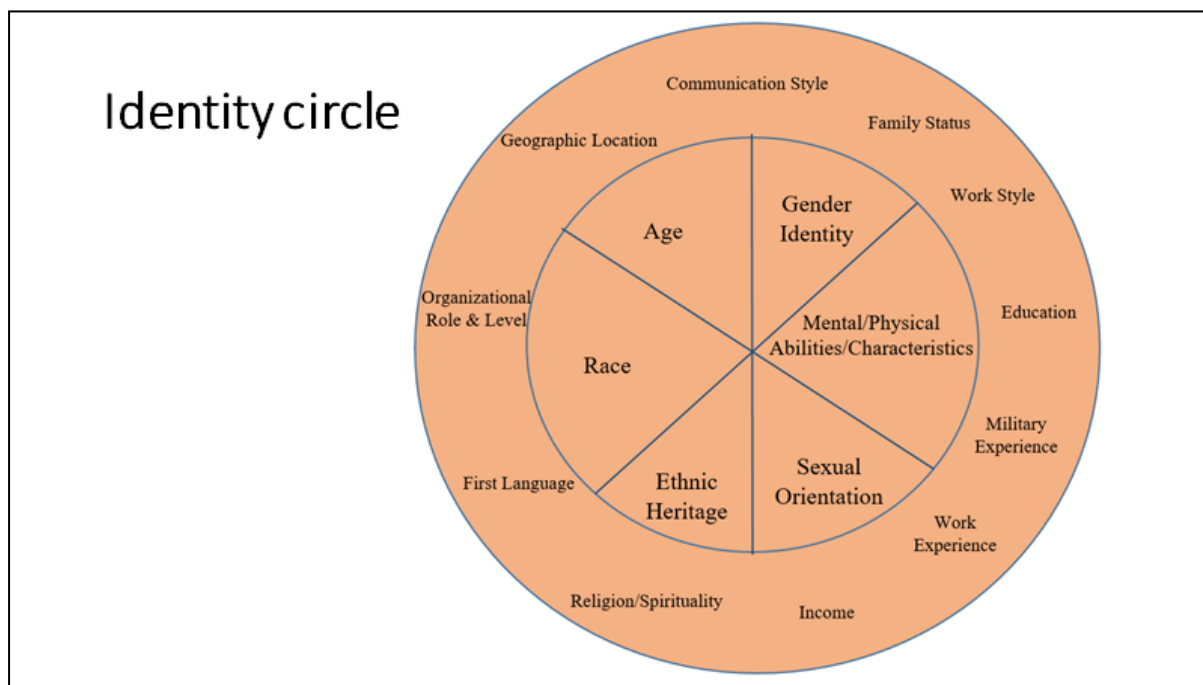 Identity circle
Communication Style
Family Status
Geographic Location
Work Style
Age
Gender
Identity
Organizational
Role & Level
Education
Mental/Physical
Abilities/Characteristics
Race
Military
Experience
First Language
Ethnic
Heritage
Sexual
Orientation
Work
Experience
Religion/Spirituality
Income